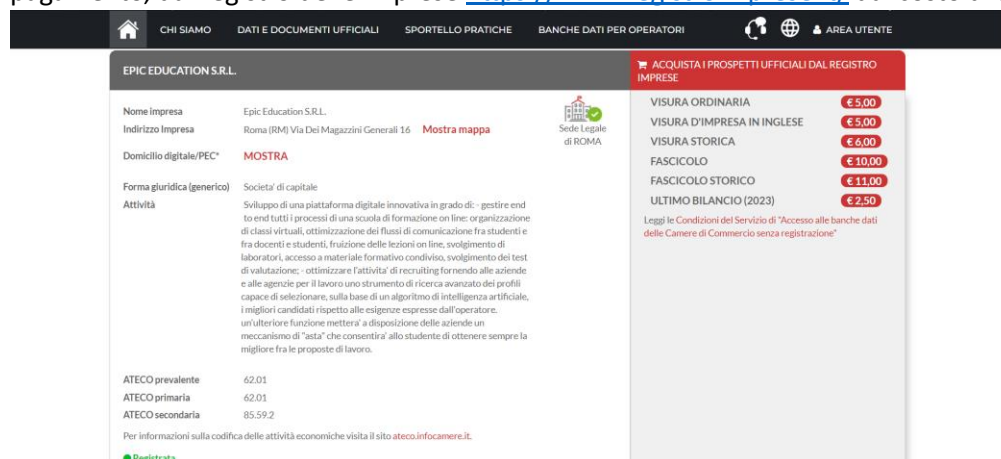 CHI SIAMO DATI E DOCUMENTI UFFICIALI SPORTELLO PRATICHE BANCHE DATI PER OPERATORI AREA UTENTE
EPIC EDUCATION S.R.L.
Nome impresa Epic Education S.R.L.
Indirizzo Impresa Roma (RM) Via Dei Magazzini Generali 16 Mostra mappa
Domicilio digitale/PEC* MOSTRA
Sede Legale
di ROMA
Forma giuridica (generico) Societa' di capitale
Attività Sviluppo di una piattaforma digitale innovativa in grado di: - gestire end
to end tutti i processi di una scuola di formazione on line: organizzazione
di classi virtuali, ottimizzazione dei flussi di comunicazione fra studenti e
fra docenti e studenti, fruizione delle lezioni on line, svolgimento di
laboratori, accesso a materiale formativo condiviso, svolgimento dei test
di valutazione; - ottimizzare l'attivita' di recruiting fornendo alle aziende
e alle agenzie per il lavoro uno strumento di ricerca avanzato dei profili
capace di selezionare, sulla base di un algoritmo di intelligenza artificiale,
i migliori candidati rispetto alle esigenze espresse dall'operatore.
un'ulteriore funzione mettera' a disposizione delle aziende un
meccanismo di "asta" che consentira' allo studente di ottenere sempre la
migliore fra le proposte di lavoro.
ATECO prevalente 62.01
ATECO primaria 62.01
ATECO secondaria 85.59.2
Per informazioni sulla codifica delle attività economiche visita il sito ateco.infocamere.it.
Registrata
ACQUISTA I PROSPETTI UFFICIALI DAL REGISTRO
IMPRESE
VISURA ORDINARIA € 5,00
VISURA D'IMPRESA IN INGLESE € 5,00
VISURA STORICA € 6,00
FASCICOLO € 10,00
FASCICOLO STORICO € 11,00
ULTIMO BILANCIO (2023) € 2,50
Leggi le Condizioni del Servizio di "Accesso alle banche dati
delle Camere di Commercio senza registrazione"